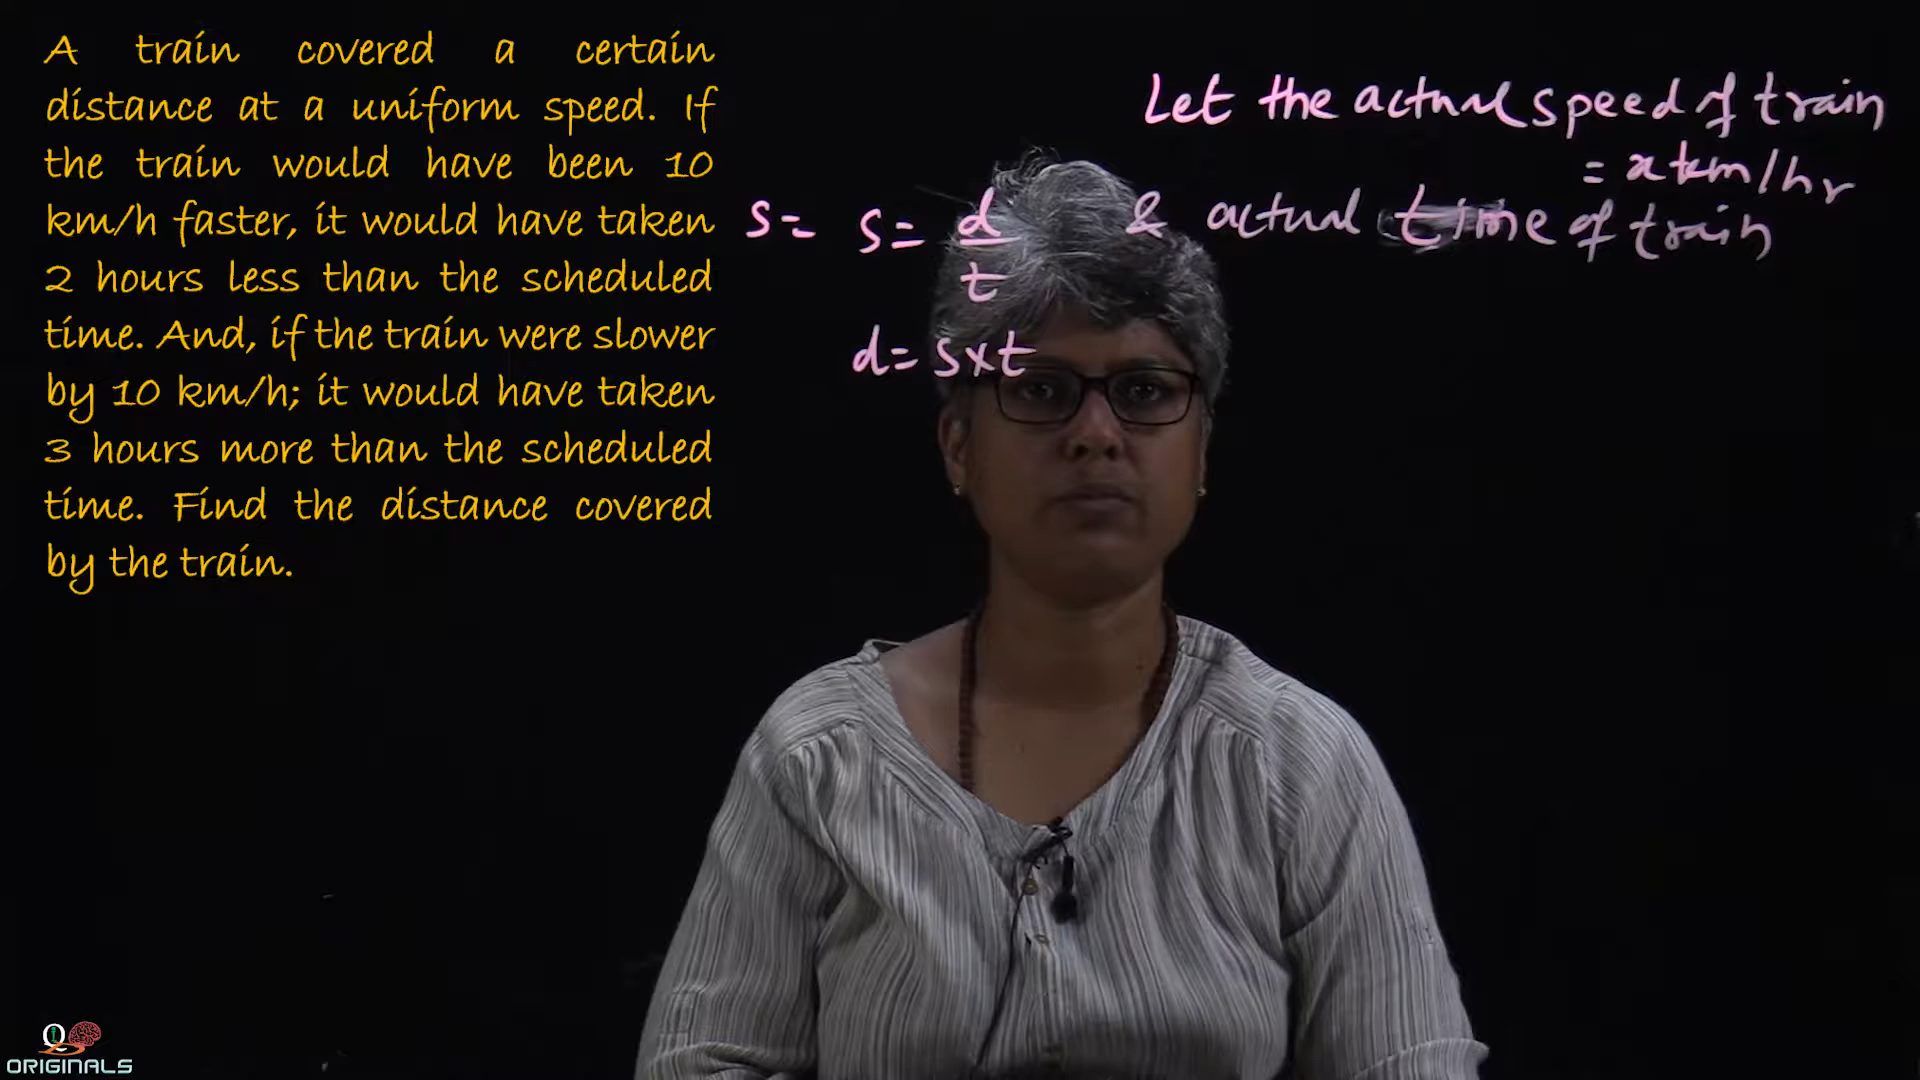 A train covered a certain
distance at a uniform speed. If
the train would have been 10
km/h faster, it would have taken
2 hours less than the scheduled
time. And, if the train were slower
by 10 km/h; it would have taken
3 hours more than the scheduled
time. Find the distance covered
by the train.
Let the actual speed of train
= x km/hr
s= s= d/t & actual time of train
d= s×t
Q
ORIGINALS